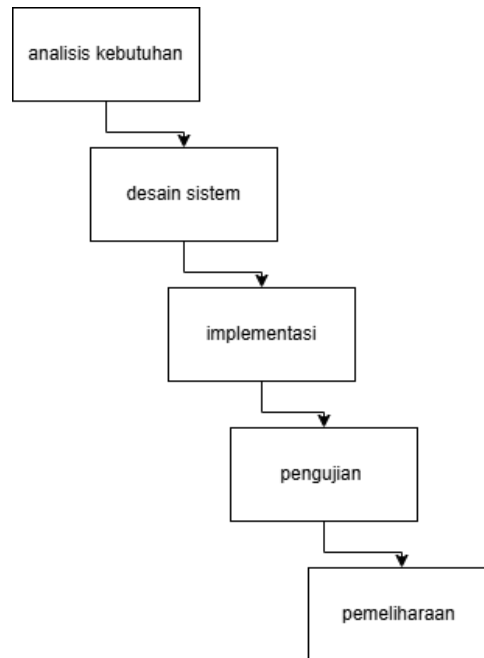 analisis kebutuhan
desain sistem
implementasi
pengujian
pemeliharaan